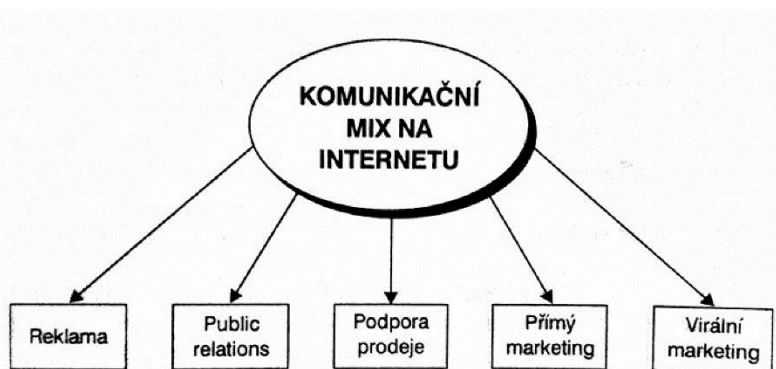 KOMUNIKAČNÍ
MIX NA
INTERNETU
Reklama
Public
relations
Podpora
prodeje
Přímý
marketing
Virální
marketing